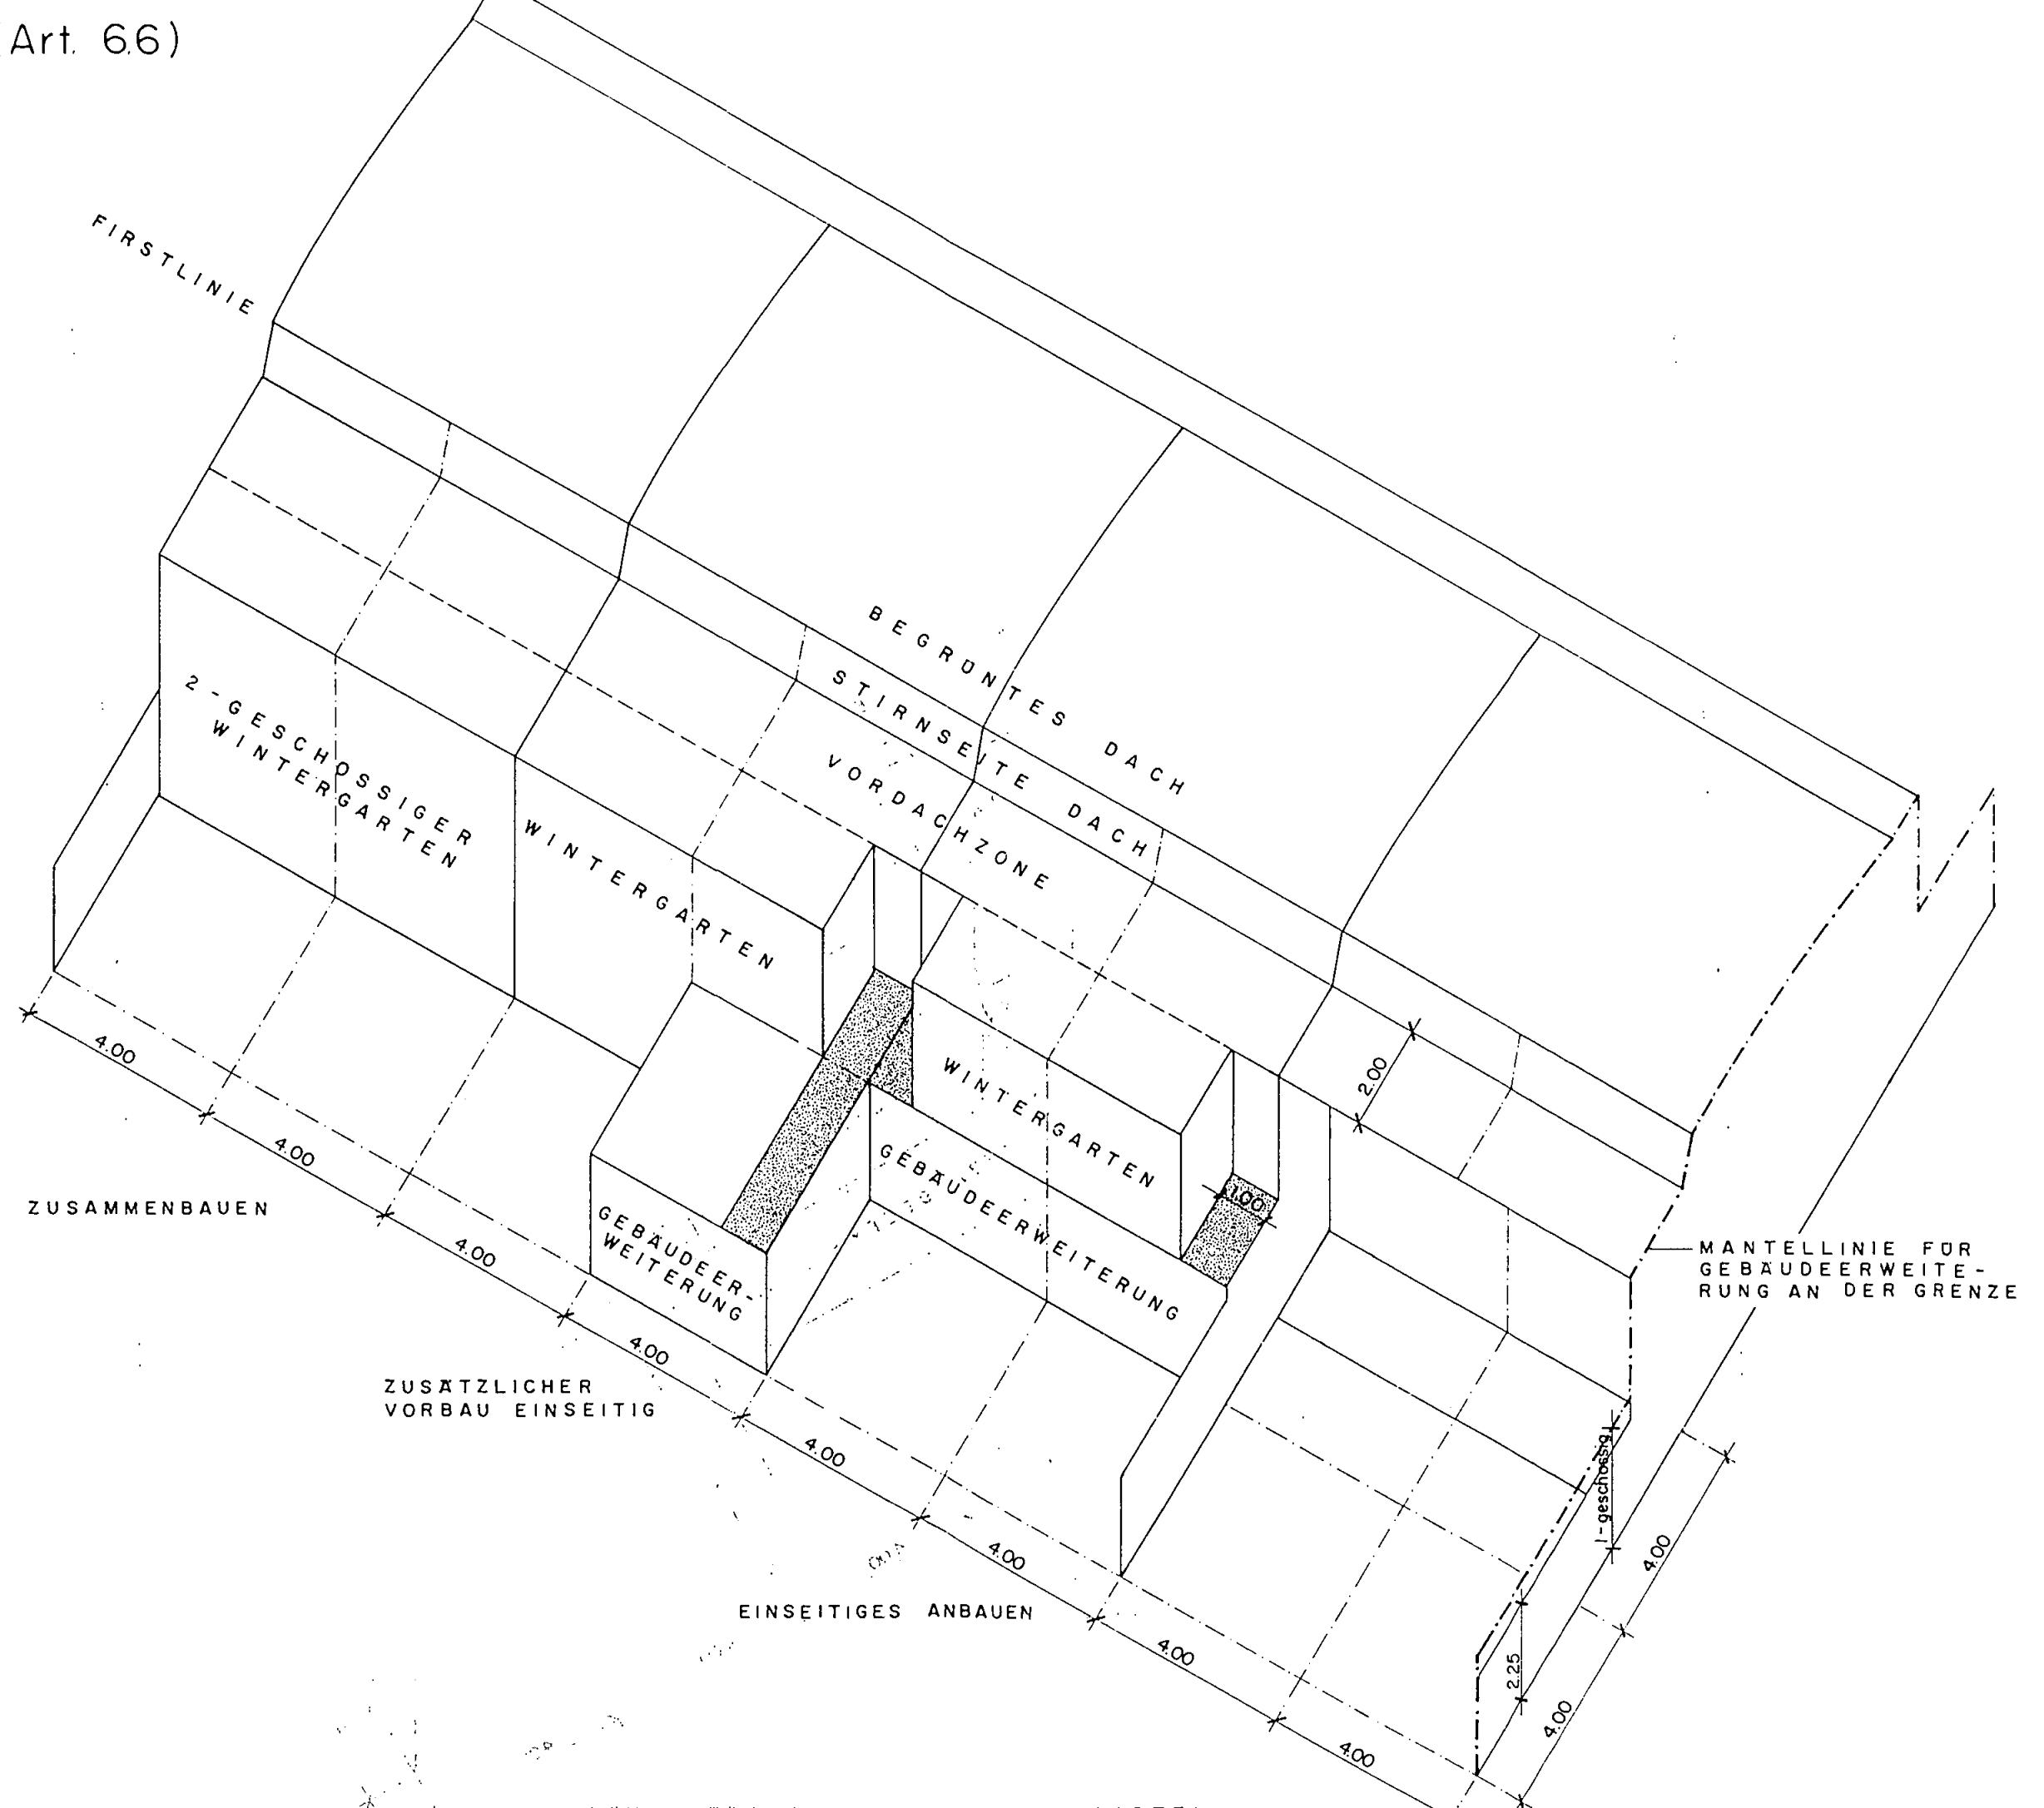 Art. 6.6)
FIRSTLINIE
BEGRÜNTES DACH
STIRNSEITE DACH
VORDACHZONE
2-GESCHOSSIGER
WINTERGARTEN
WINTERGARTEN
WINTERGARTEN
GEBÄUDEERWEITERUNG
GEBÄUDEER-
WEITERUNG
2.00
1.00
4.00
4.00
4.00
4.00
4.00
4.00
4.00
4.00
ZUSAMMENBAUEN
ZUSÄTZLICHER
VORBAU EINSEITIG
EINSEITIGES ANBAUEN
MANTELLINIE FÜR
GEBÄUDEERWEITE-
RUNG AN DER GRENZE
1-geschossig
4.00
2.25
4.00